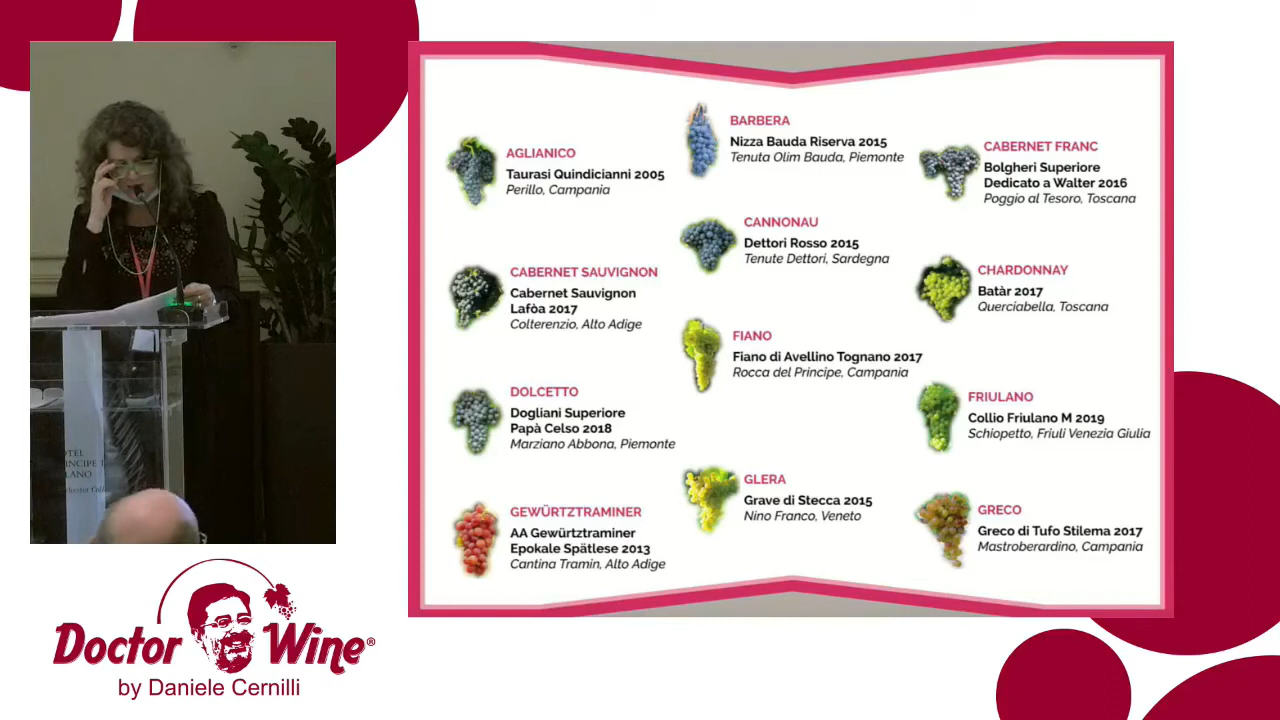 AGLIANICO
Taurasi Quindicianni 2005
Perillo, Campania
BARBERA
Nizza Bauda Riserva 2015
Tenuta Olim Bauda, Piemonte
CABERNET FRANC
Bolgheri Superiore
Dedicato a Walter 2016
Poggio al Tesoro, Toscana
CABERNET SAUVIGNON
Cabernet Sauvignon
Lafòa 2017
Colterenzio, Alto Adige
CANNONAU
Dettori Rosso 2015
Tenute Dettori, Sardegna
CHARDONNAY
Batàr 2017
Querciabella, Toscana
DOLCETTO
Dogliani Superiore
Papà Celso 2018
Marziano Abbona, Piemonte
FIANO
Fiano di Avellino Tognano 2017
Rocca del Principe, Campania
FRIULANO
Collio Friulano M 2019
Schiopetto, Friuli Venezia Giulia
GEWÜRTZTRAMINER
AA Gewürtztraminer
Epokale Spätlese 2013
Cantina Tramin, Alto Adige
GLERA
Grave di Stecca 2015
Nino Franco, Veneto
GRECO
Greco di Tufo Stilema 2017
Mastroberardino, Campania
Doctor Wine®
by Daniele Cernilli